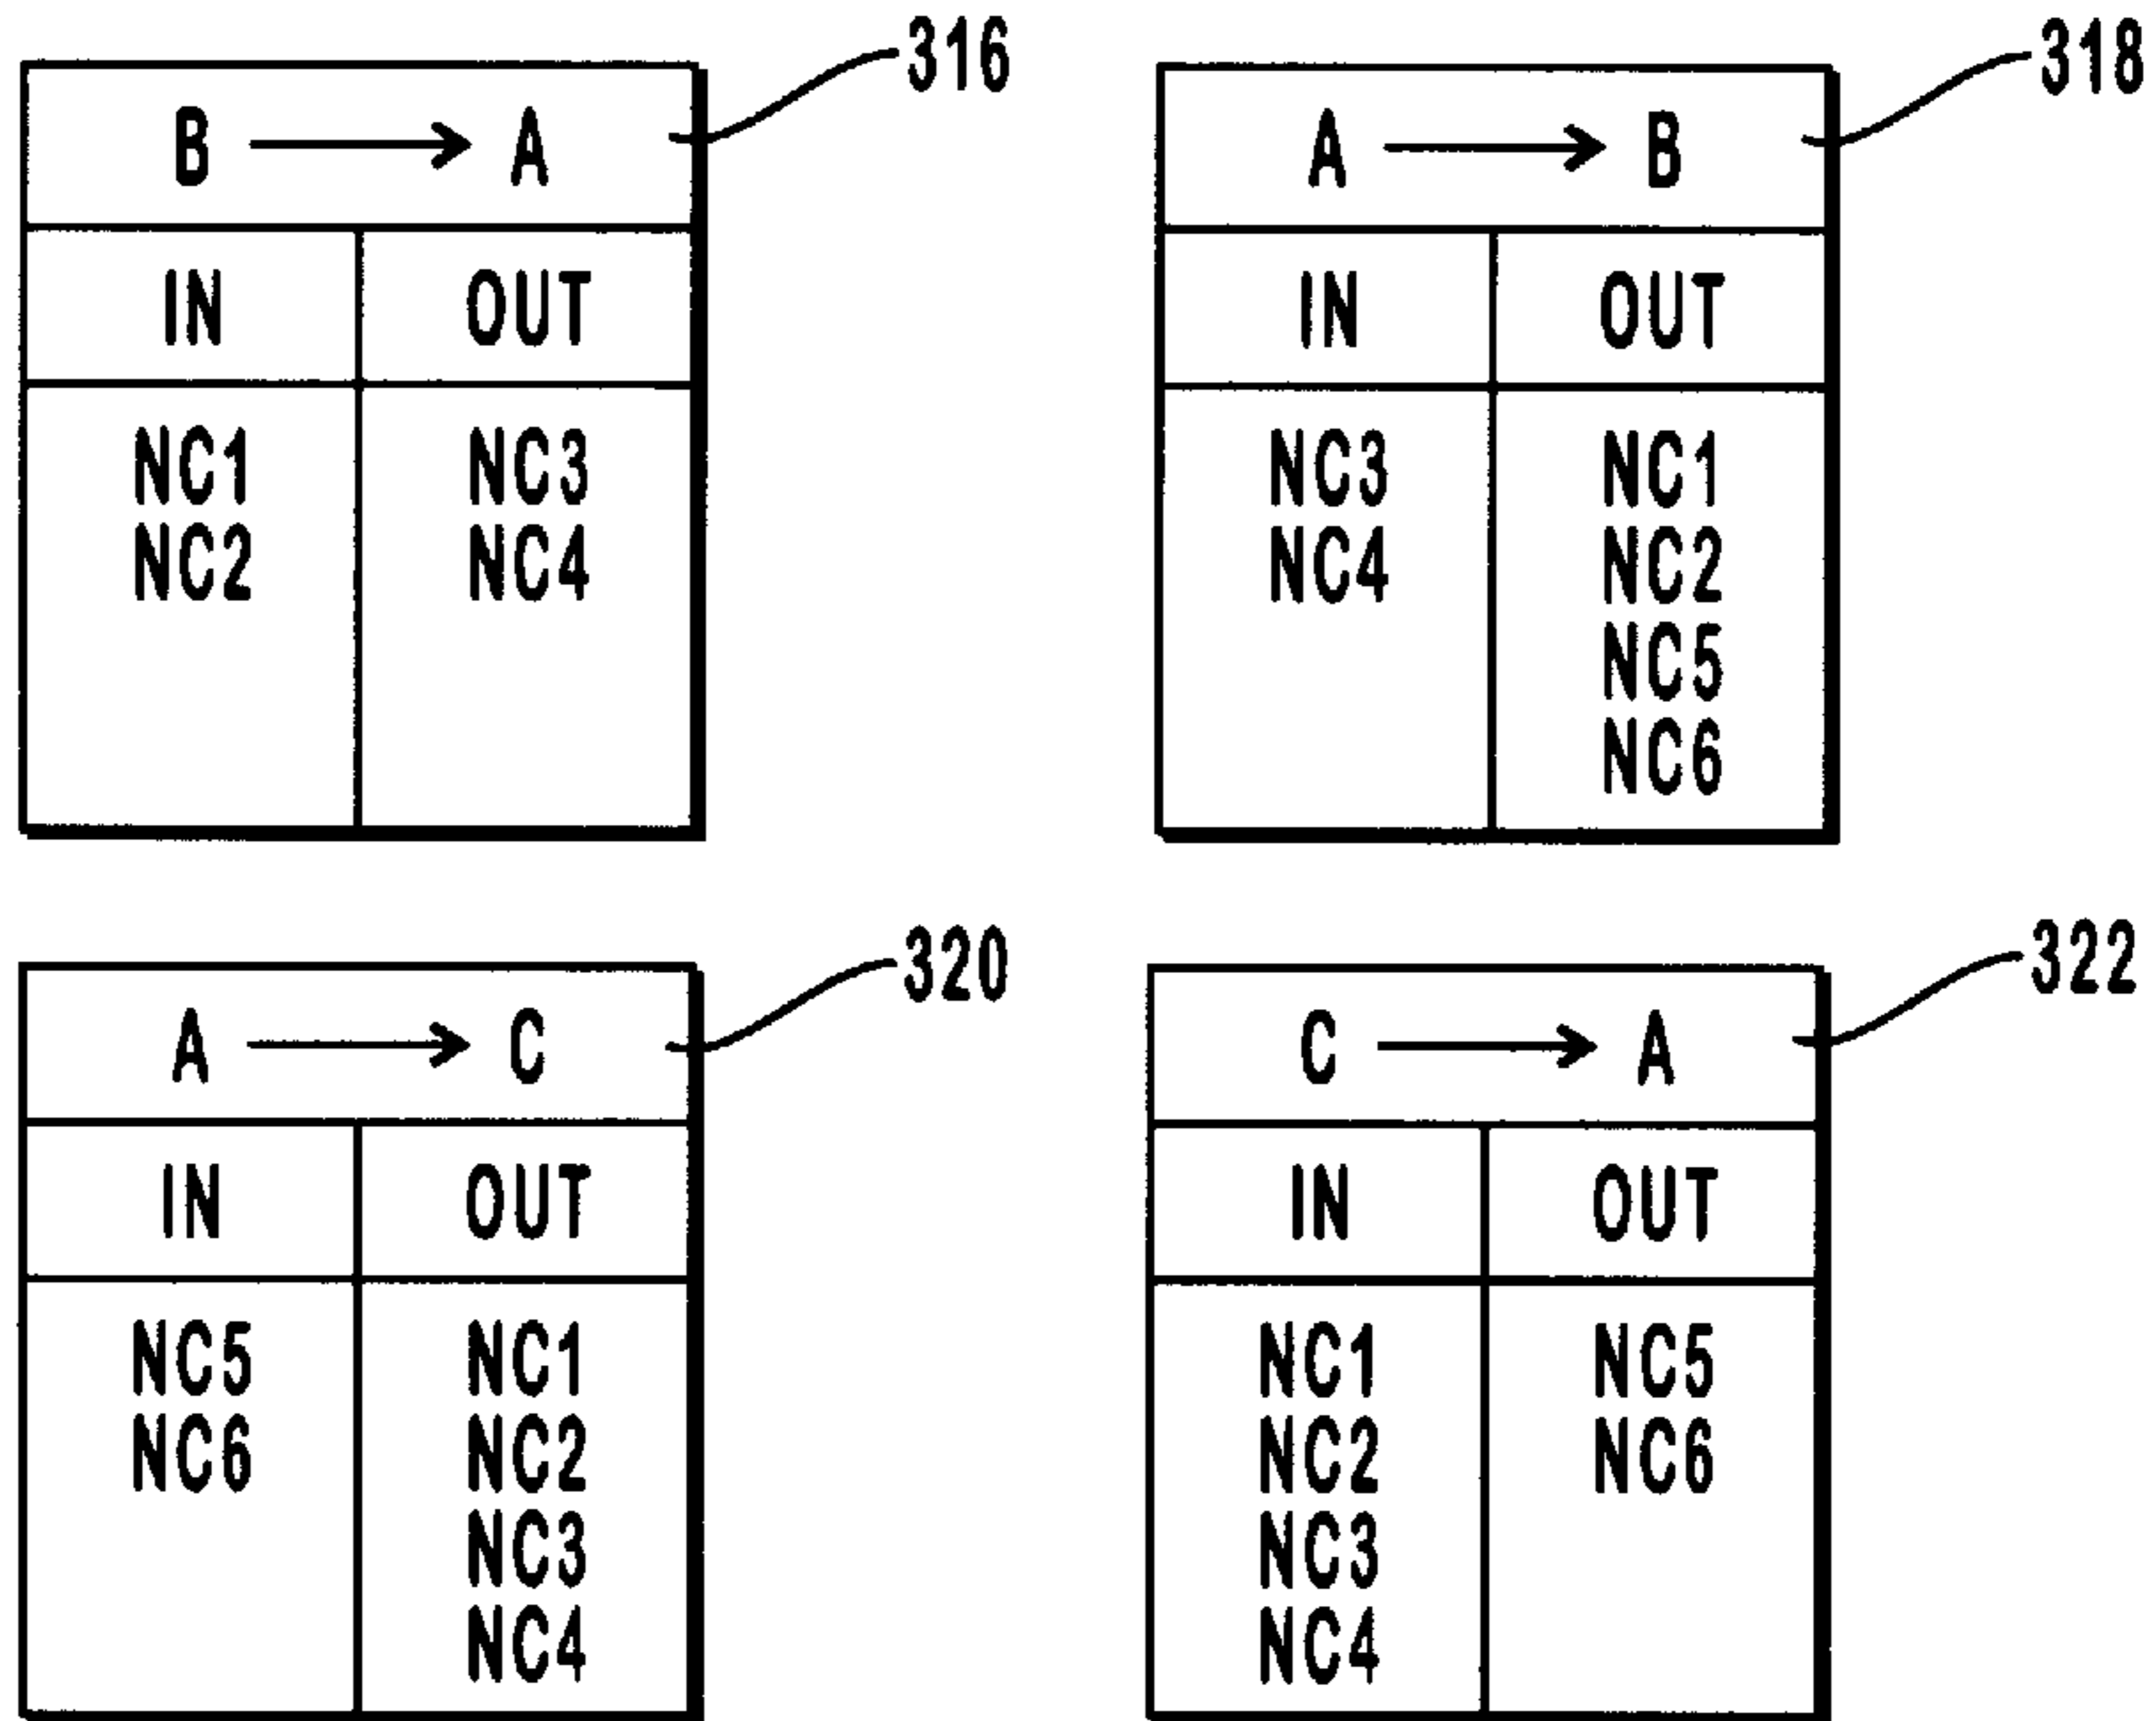 316
B → A
IN OUT
NC1 NC3
NC2 NC4
318
A → B
IN OUT
NC3 NC1
NC4 NC2
NC5
NC6
320
A → C
IN OUT
NC5 NC1
NC6 NC2
NC3
NC4
322
C → A
IN OUT
NC1 NC5
NC2 NC6
NC3
NC4